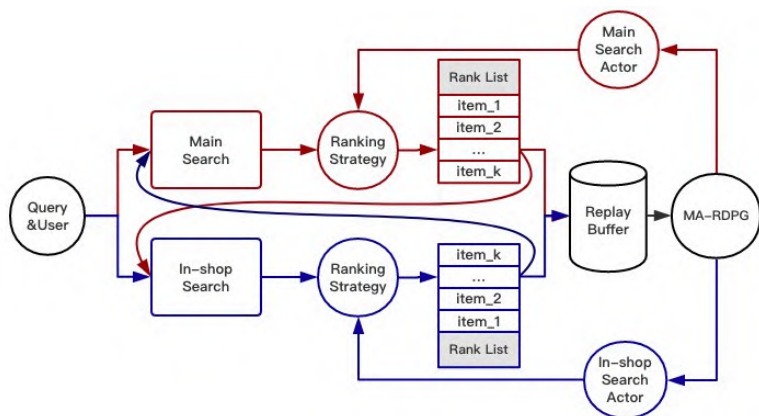 Main
Search
Actor
Rank List
item_1
item_2
...
item_k
Main
Search
Ranking
Strategy
Query
&User
Replay
Buffer
MA-RDPG
In-shop
Search
Ranking
Strategy
item_k
...
item_2
item_1
Rank List
In-shop
Search
Actor